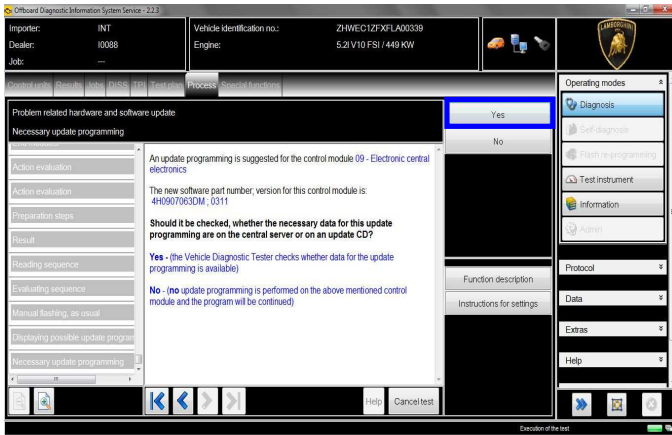 Offboard Diagnostic Information System Service - 2.2.3
Importer: INT
Dealer: I0088
Job: ---
Vehicle identification no.: ZHWEC1ZFXFLA00339
Engine: 5.2l V10 FSI / 449 KW
LAMBORGHINI
Control units Results Jobs DISS TPI Test plan Process Special functions
Problem related hardware and software update
Necessary update programming
Action evaluation
Action evaluation
Preparation steps
Result
Reading sequence
Evaluating sequence
Manual flashing, as usual
Displaying possible update program
Necessary update programming
An update programming is suggested for the control module 09 - Electronic central
electronics
The new software part number; version for this control module is:
4H0907063DM ; 0311
Should it be checked, whether the necessary data for this update
programming are on the central server or on an update CD?
Yes - (the Vehicle Diagnostic Tester checks whether data for the update
programming is available)
No - (no update programming is performed on the above mentioned control
module and the program will be continued)
Help
Cancel test
Yes
No
Function description
Instructions for settings
Operating modes
Diagnosis
Self-diagnosis
Flash re-programming
Test instrument
Information
Admin
Protocol
Data
Extras
Help
Execution of the test